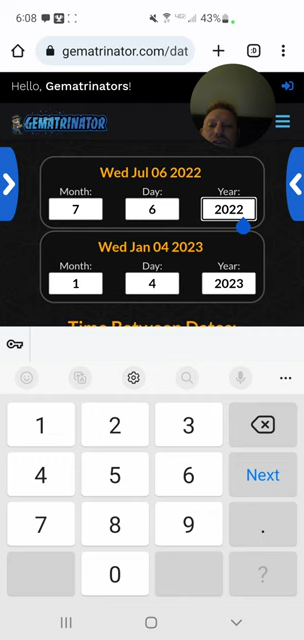 6:08 43%
gematrinator.com/dat
Hello, Gematrinators!
GEMATRINATOR
Wed Jul 06 2022
Month: Day: Year:
7 6 2022
Wed Jan 04 2023
Month: Day: Year:
1 4 2023
Time Between Dates:
1 2 3
4 5 6 Next
7 8 9 .
0 ?